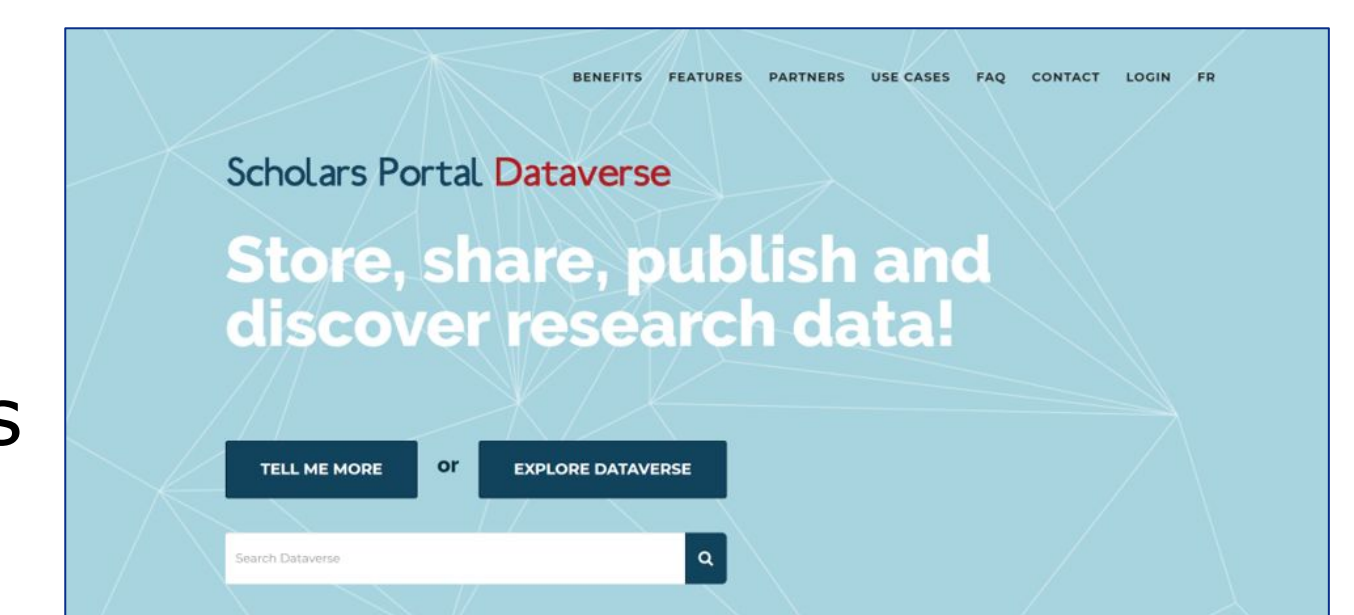 BENEFITS FEATURES PARTNERS USE CASES FAQ CONTACT LOGIN FR
Scholars Portal Dataverse
Store, share, publish and
discover research data!
s
TELL ME MORE or EXPLORE DATAVERSE
Search Dataverse